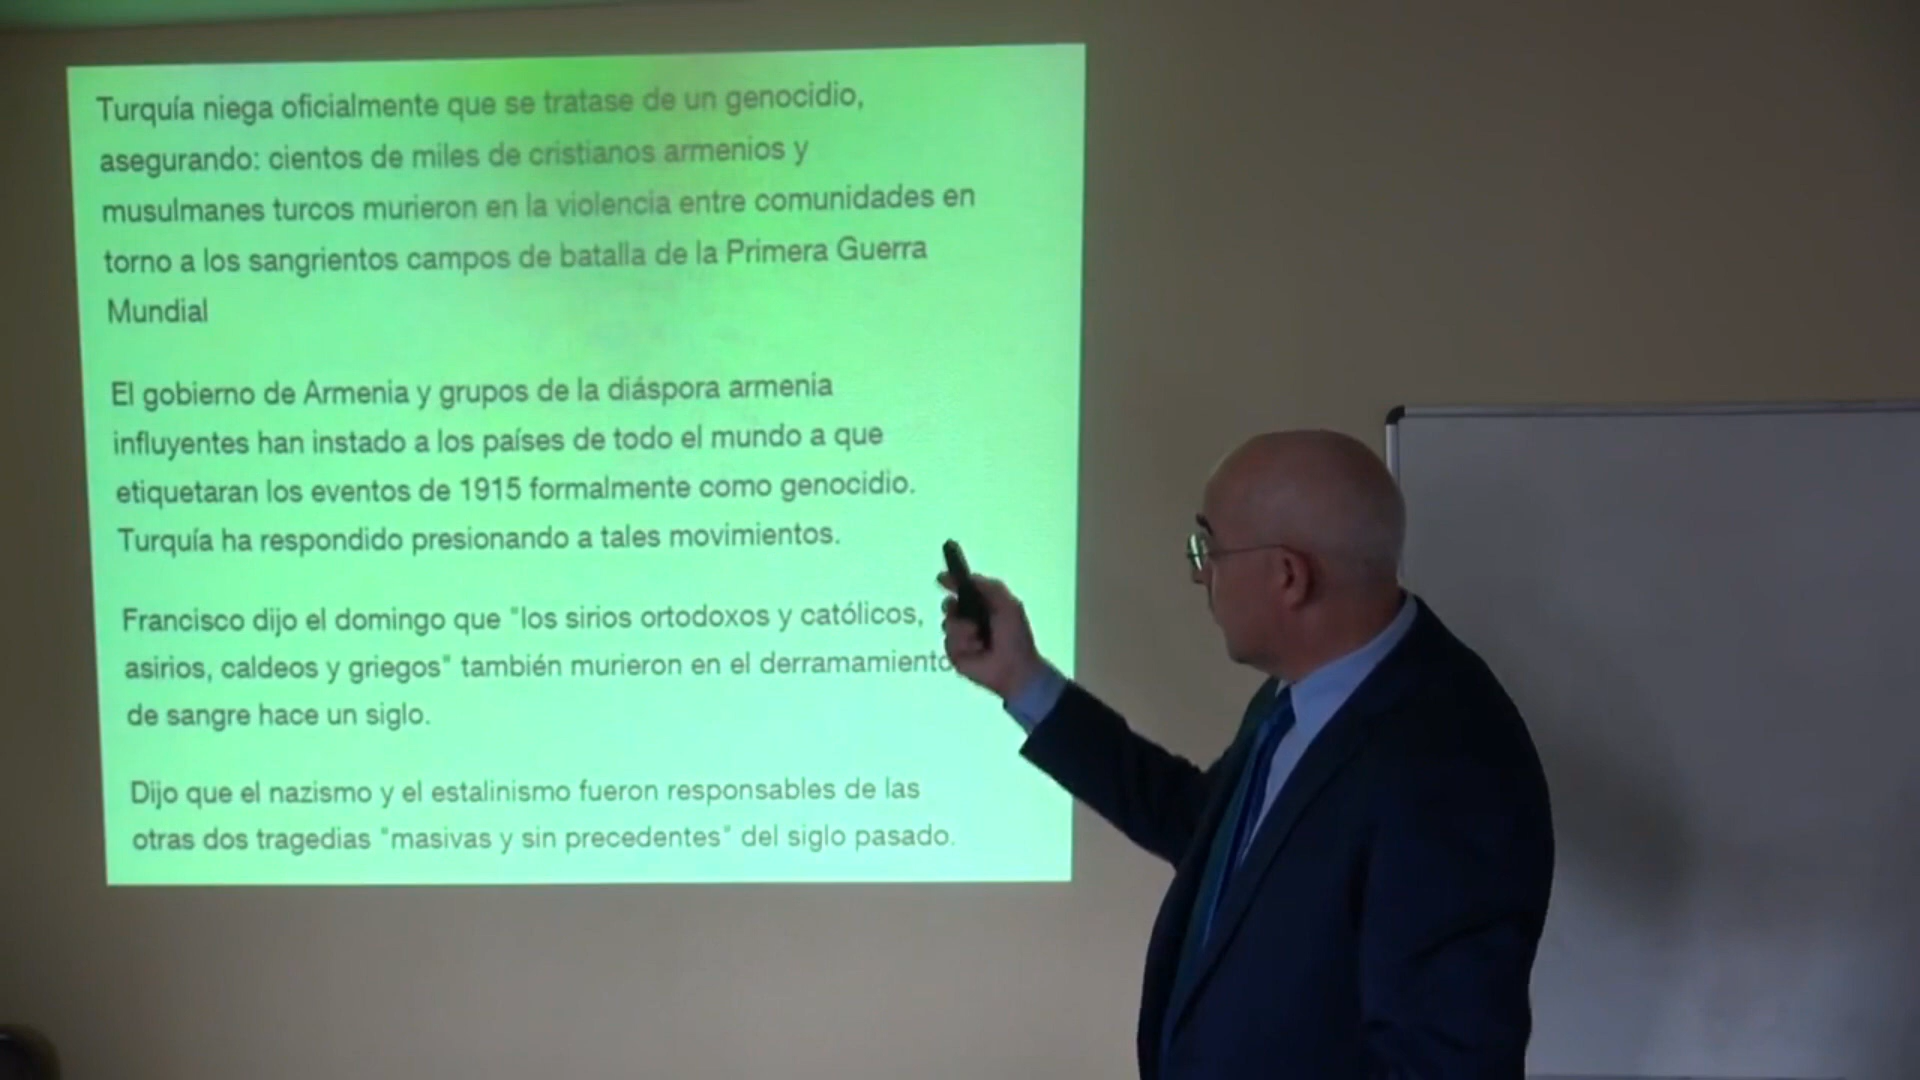 Turquía niega oficialmente que se tratase de un genocidio,
asegurando: cientos de miles de cristianos armenios y
musulmanes turcos murieron en la violencia entre comunidades en
torno a los sangrientos campos de batalla de la Primera Guerra
Mundial
El gobierno de Armenia y grupos de la diáspora armenia
influyentes han instado a los países de todo el mundo a que
etiquetaran los eventos de 1915 formalmente como genocidio.
Turquía ha respondido presionando a tales movimientos.
Francisco dijo el domingo que "los sirios ortodoxos y católicos,
asirios, caldeos y griegos" también murieron en el derramamiento
de sangre hace un siglo.
Dijo que el nazismo y el estalinismo fueron responsables de las
otras dos tragedias "masivas y sin precedentes" del siglo pasado.